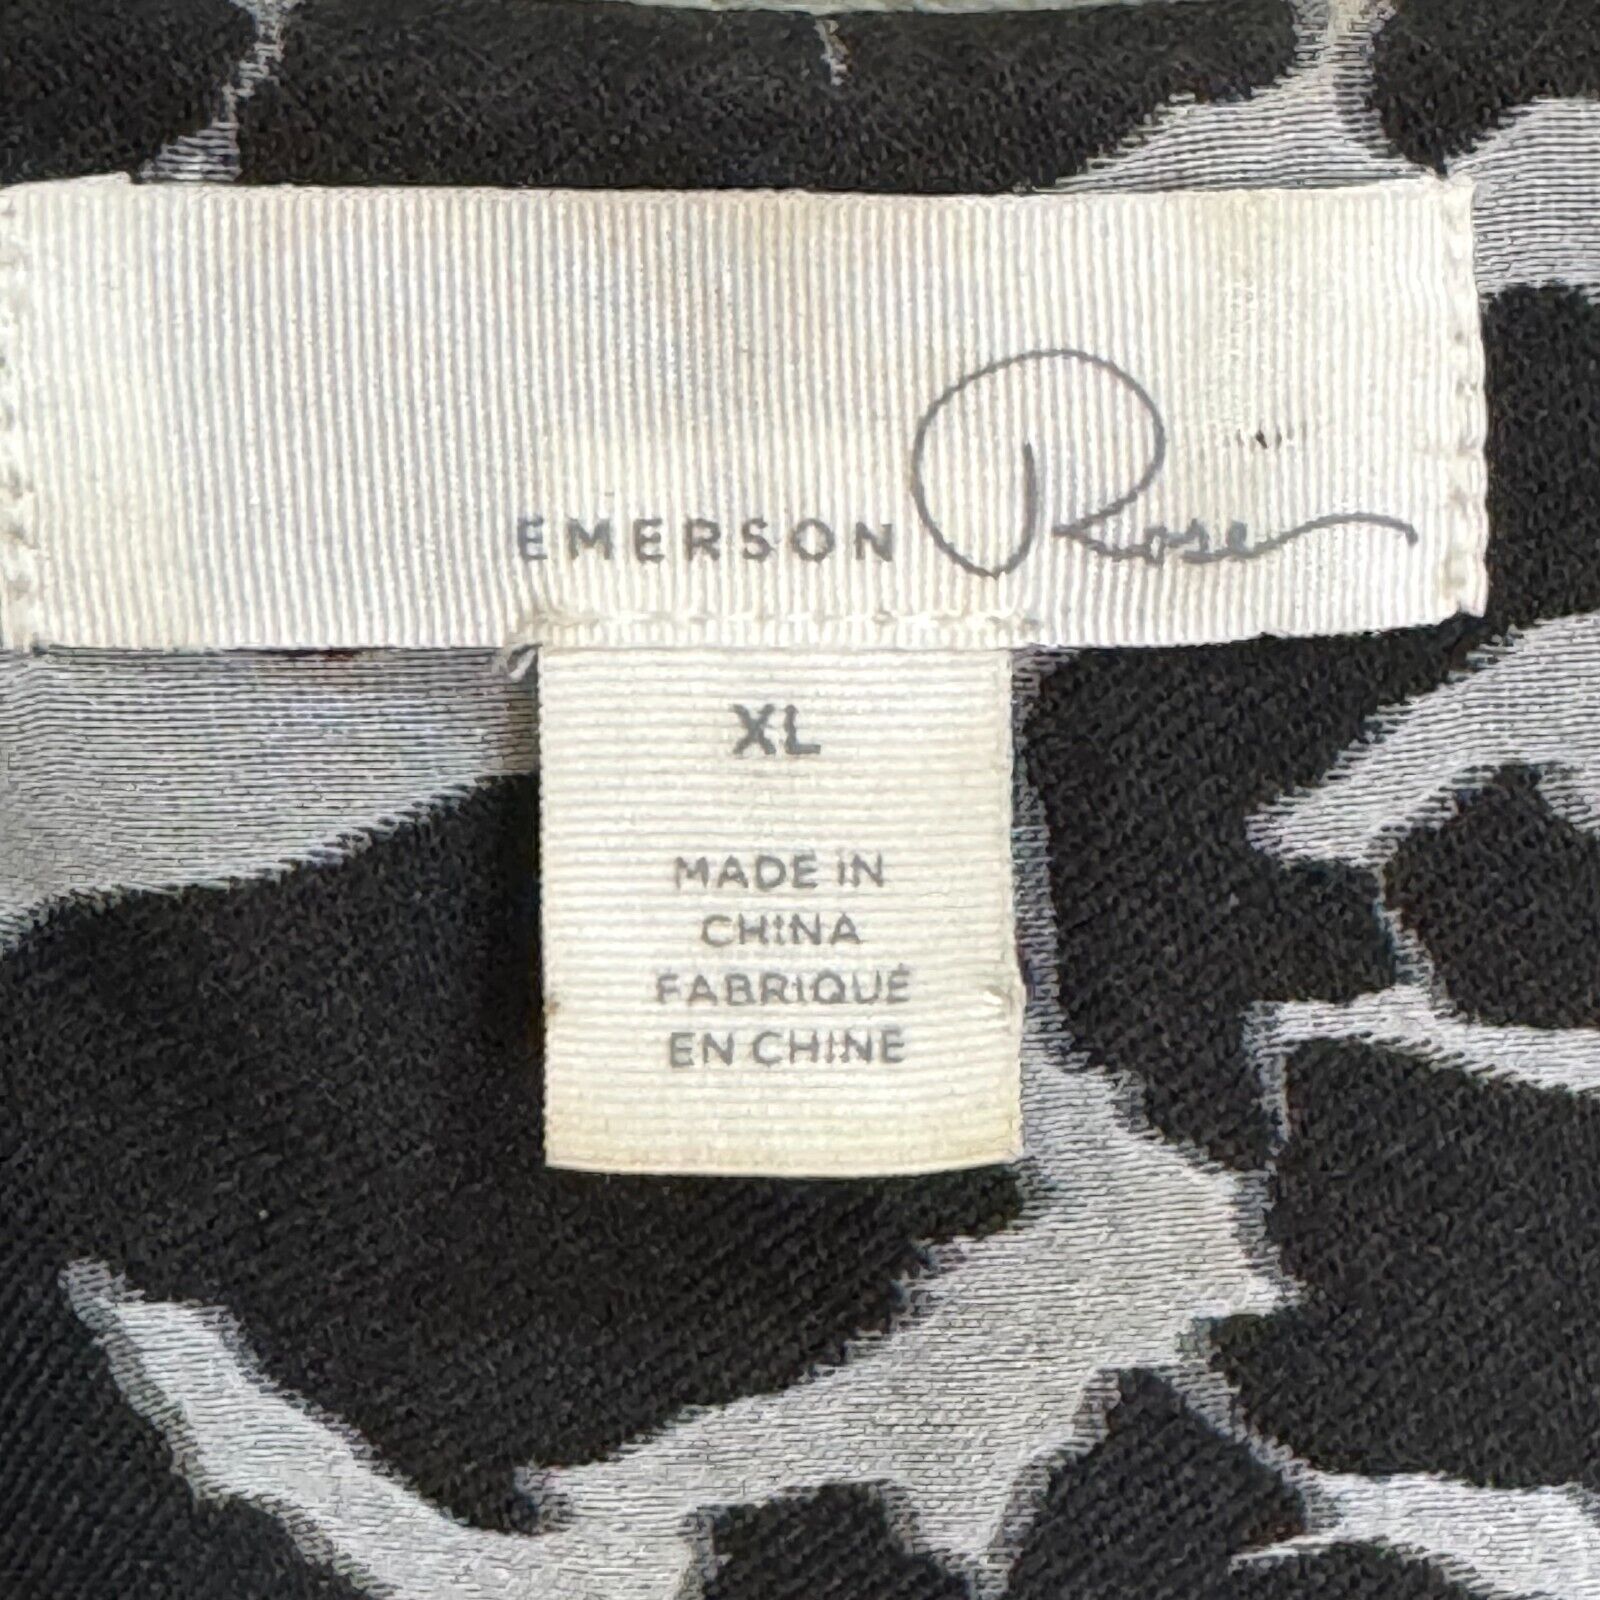 EMERSON Rose
XL
MADE IN
CHINA
FABRIQUÉ
EN CHINE